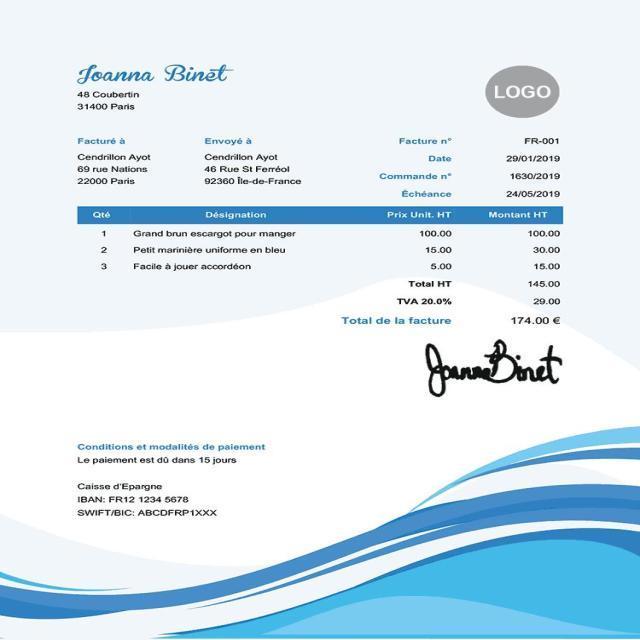 Joanna Binet
48 Coubertin
31400 Paris
LOGO
Facturé à
Cendrillon Ayot
69 rue Nations
22000 Paris
Envoyé à
Cendrillon Ayot
46 Rue St Ferréol
92360 Île-de-France
Facture n° FR-001
Date 29/01/2019
Commande n° 1630/2019
Échéance 24/05/2019
Qté Désignation Prix Unit. HT Montant HT
1 Grand brun escargot pour manger 100.00 100.00
2 Petit marinière uniforme en bleu 15.00 30.00
3 Facile à jouer accordéon 5.00 15.00
Total HT 145.00
TVA 20.0% 29.00
Total de la facture 174.00 €
Joanna Binet
Conditions et modalités de paiement
Le paiement est dû dans 15 jours
Caisse d'Epargne
IBAN: FR12 1234 5678
SWIFT/BIC: ABCDFRP1XXX